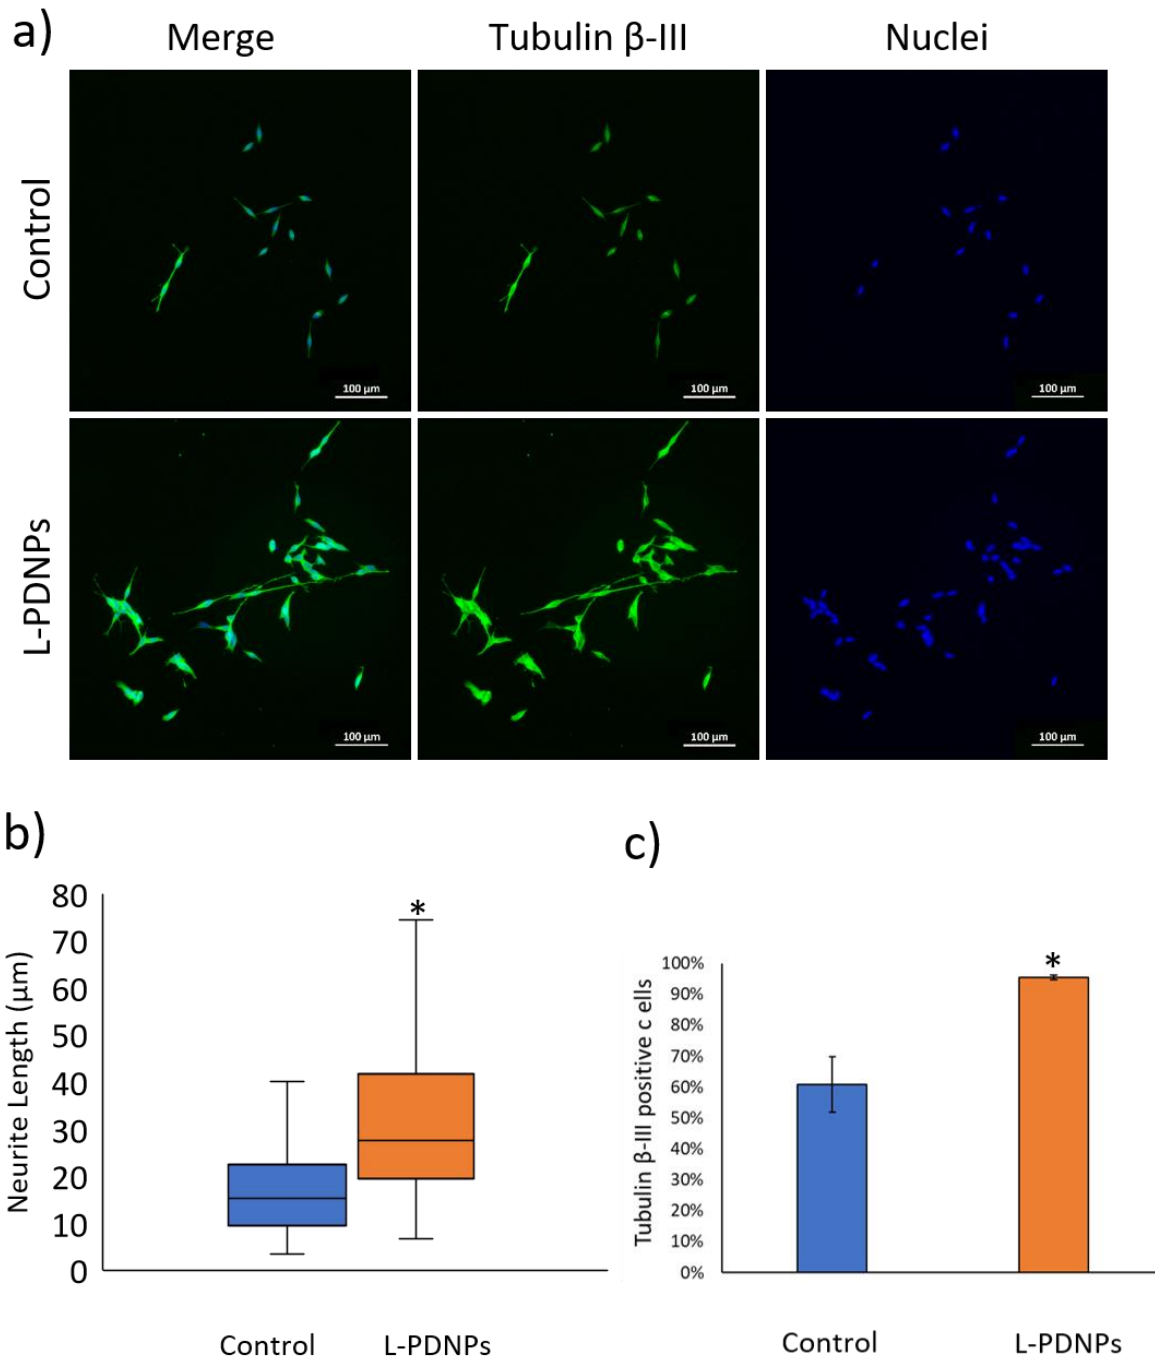 a)
Merge
Tubulin β-III
Nuclei
Control
100 µm
100 µm
100 µm
L-PDNPs
100 µm
100 µm
100 µm
b)
Neurite Length (µm)
80
70
60
50
40
30
20
10
0
*
Control
L-PDNPs
c)
Tubulin β-III positive c ells
100%
90%
80%
70%
60%
50%
40%
30%
20%
10%
0%
*
Control
L-PDNPs